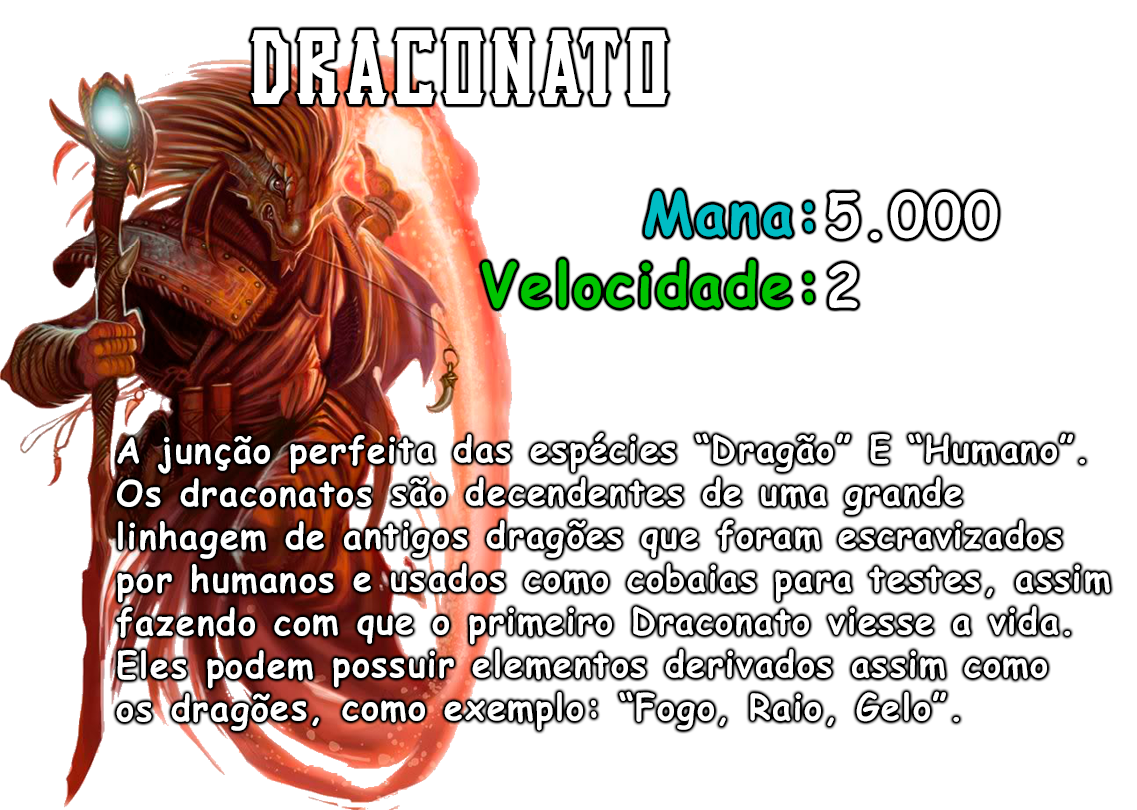 DRACONATO
Mana:5.000
Velocidade:2
A junção perfeita das espécies “Dragão” E “Humano”.
Os draconatos são decendentes de uma grande
linhagem de antigos dragões que foram escravizados
por humanos e usados como cobaias para testes, assim
fazendo com que o primeiro Draconato viesse a vida.
Eles podem possuir elementos derivados assim como
os dragões, como exemplo: “Fogo, Raio, Gelo”.